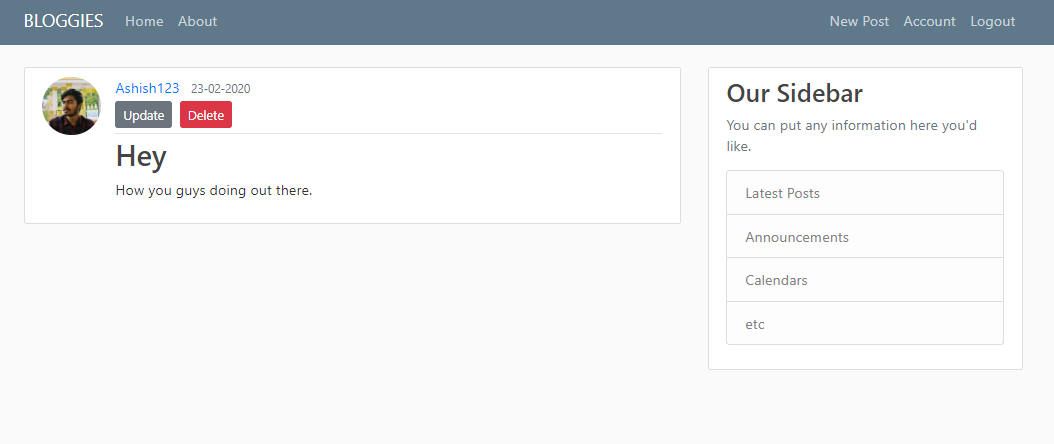 BLOGGIES Home About New Post Account Logout
Ashish123 23-02-2020
Update Delete
Hey
How you guys doing out there.
Our Sidebar
You can put any information here you'd
like.
Latest Posts
Announcements
Calendars
etc